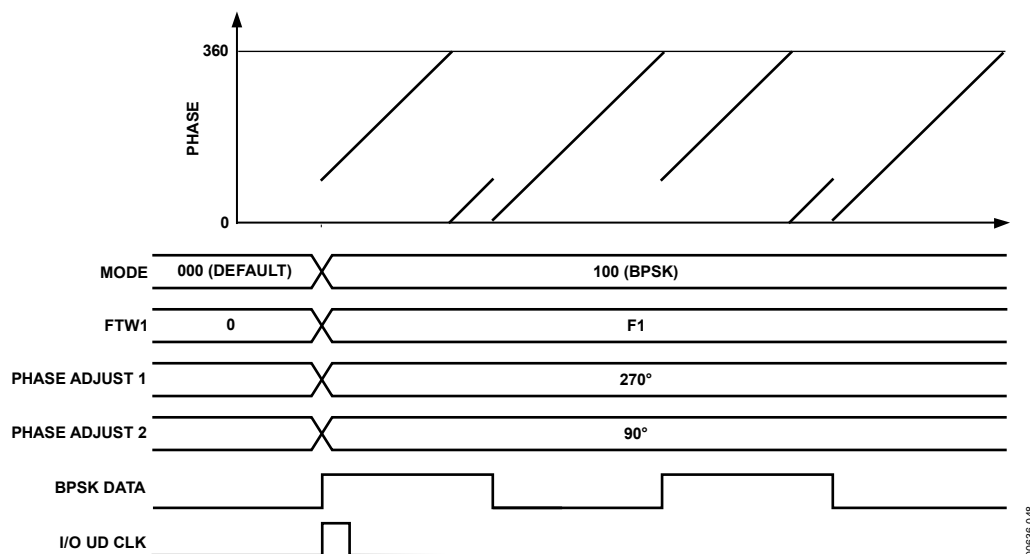 360
PHASE
0
MODE 000 (DEFAULT) 100 (BPSK)
FTW1 0 F1
PHASE ADJUST 1 270°
PHASE ADJUST 2 90°
BPSK DATA
I/O UD CLK